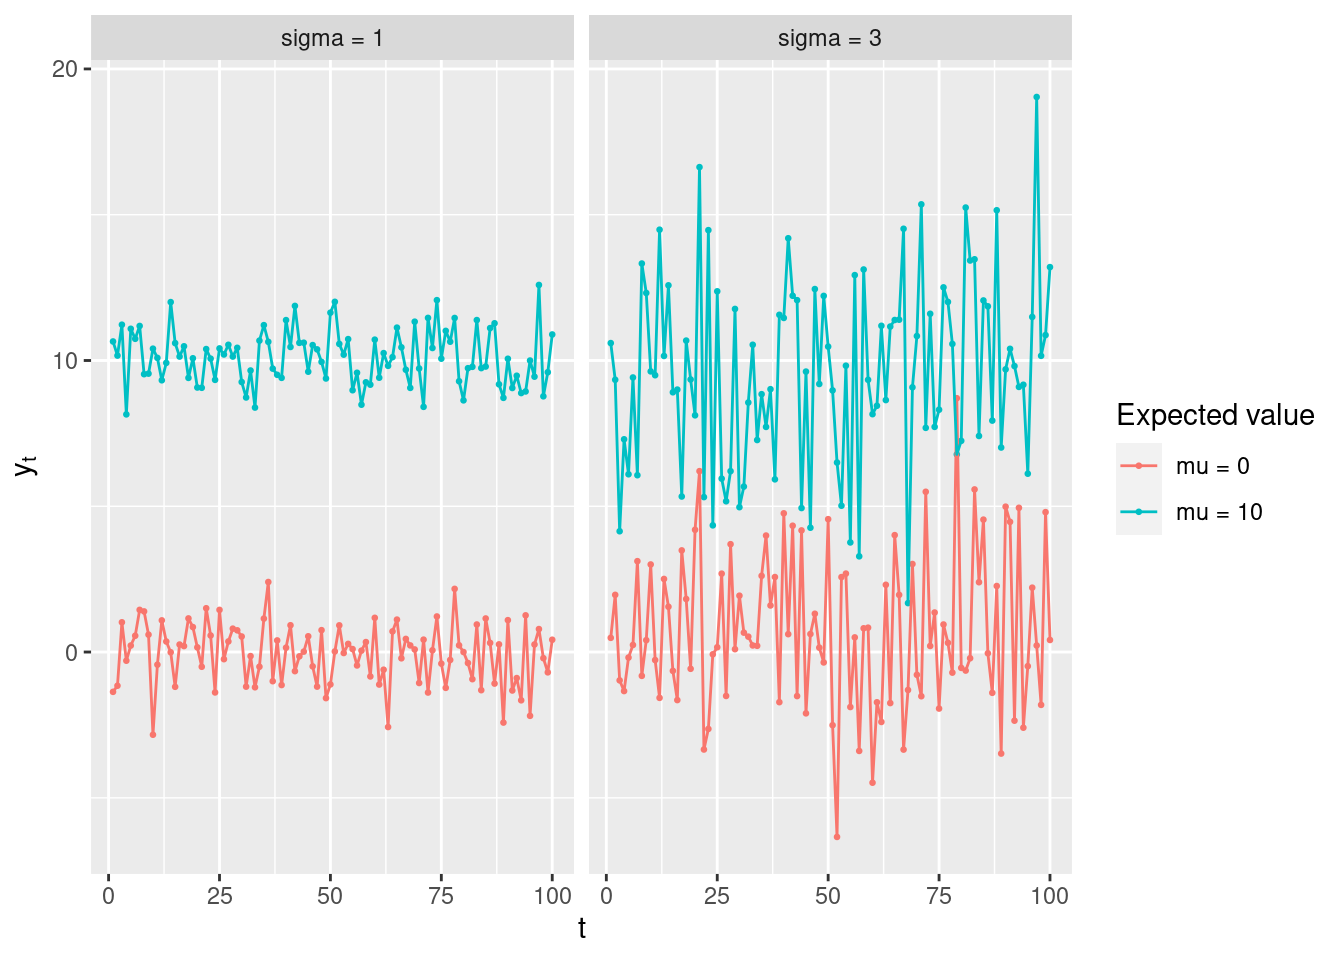 sigma = 1
sigma = 3
20
10
0
yt
0 25 50 75 100
0 25 50 75 100
t
Expected value
mu = 0
mu = 10